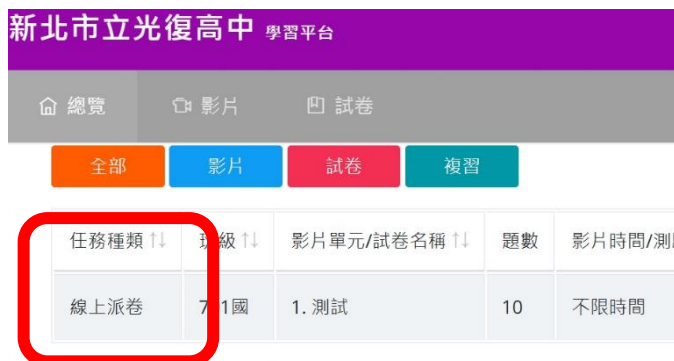 新北市立光復高中 學習平台
總覽 影片 試卷
全部 影片 試卷 複習
任務種類 級 影片單元/試卷名稱 題數 影片時間/測
線上派卷 7 1國 1. 測試 10 不限時間